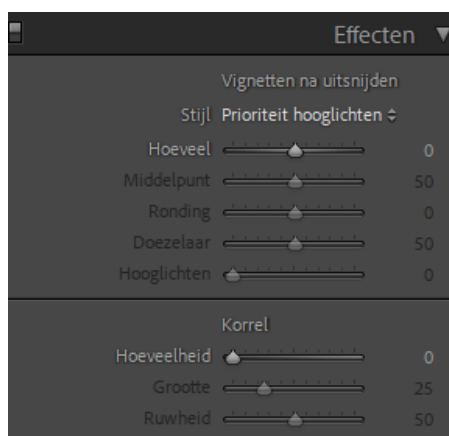 Effecten
Vignetten na uitsnijden
Stijl Prioriteit hooglichten
Hoeveel 0
Middelpunt 50
Ronding 0
Doezelaar 50
Hooglichten 0
Korrel
Hoeveelheid 0
Grootte 25
Ruwheid 50